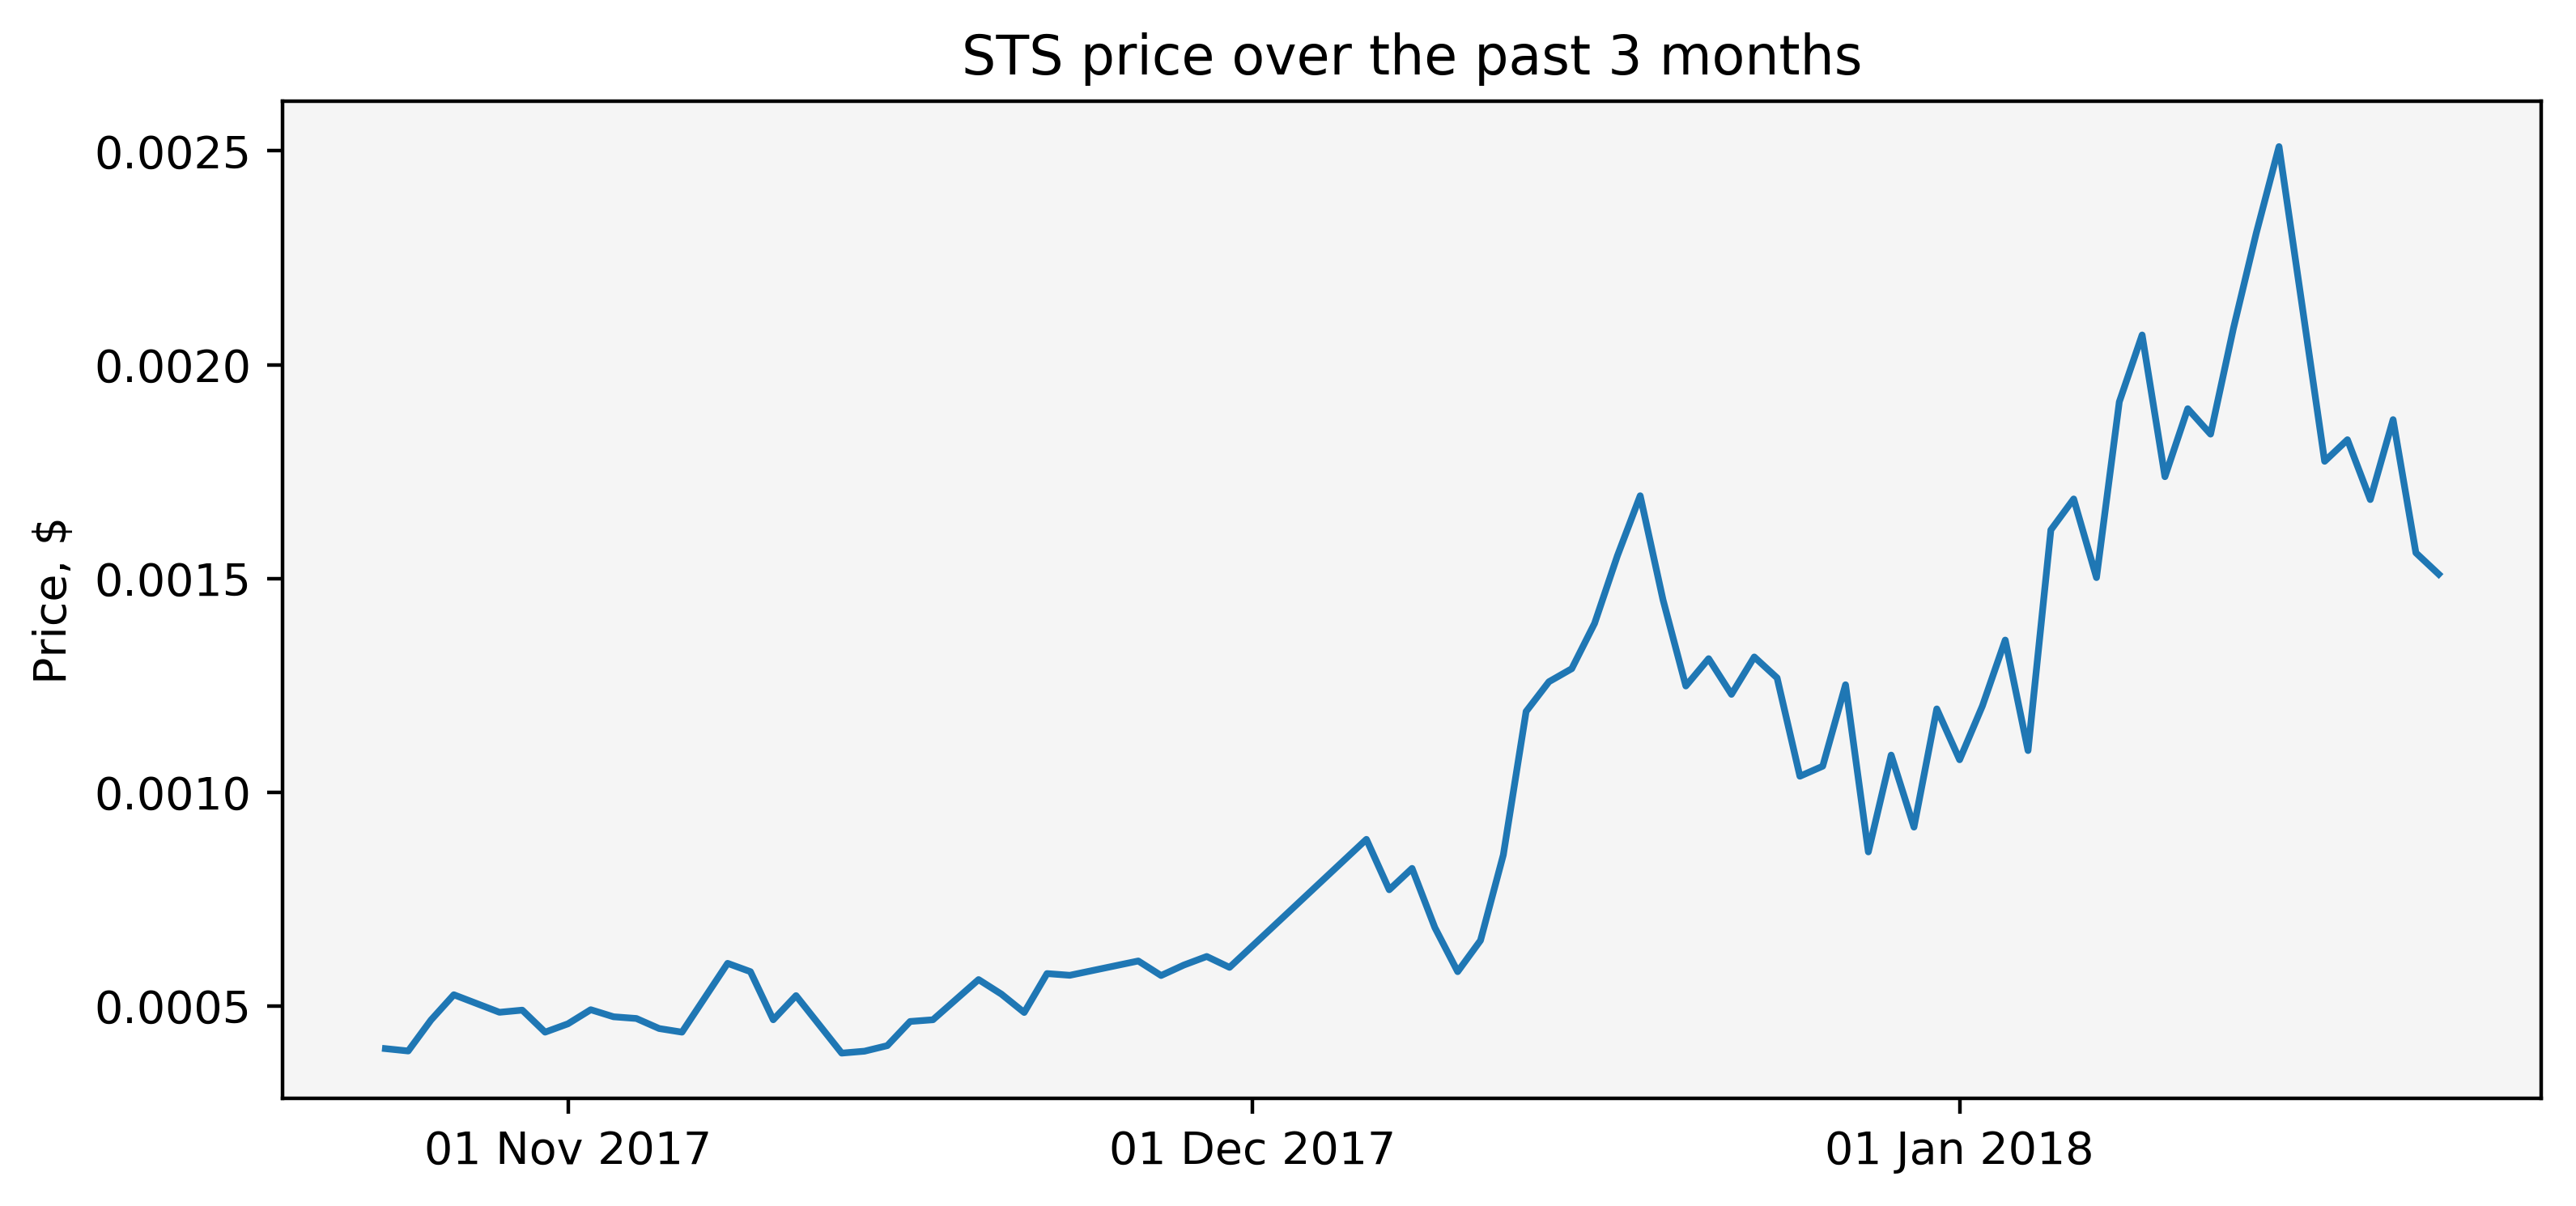 STS price over the past 3 months
Price, $
0.0025
0.0020
0.0015
0.0010
0.0005
01 Nov 2017
01 Dec 2017
01 Jan 2018